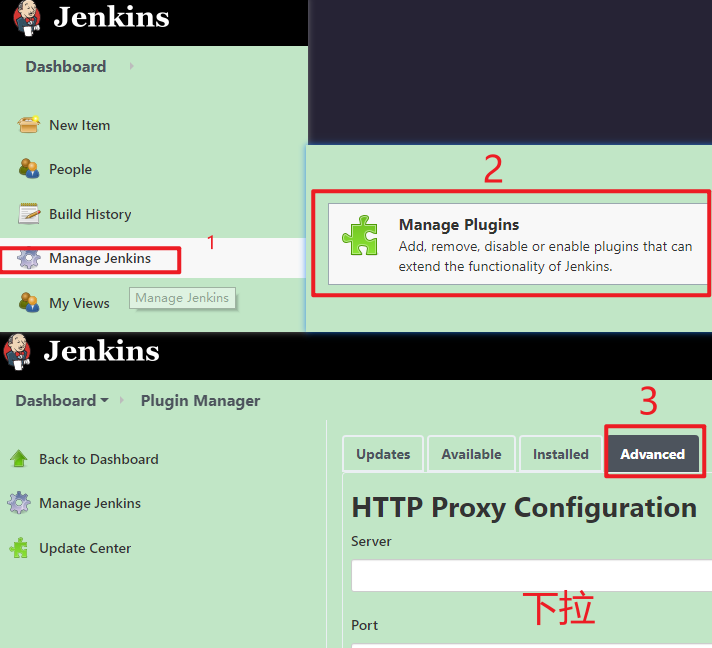 Jenkins
Dashboard
New Item
People
Build History
Manage Jenkins
1
My Views
Manage Jenkins
2
Manage Plugins
Add, remove, disable or enable plugins that can
extend the functionality of Jenkins.
Jenkins
Dashboard
Plugin Manager
3
Back to Dashboard
Manage Jenkins
Update Center
Updates
Available
Installed
Advanced
HTTP Proxy Configuration
Server
下拉
Port